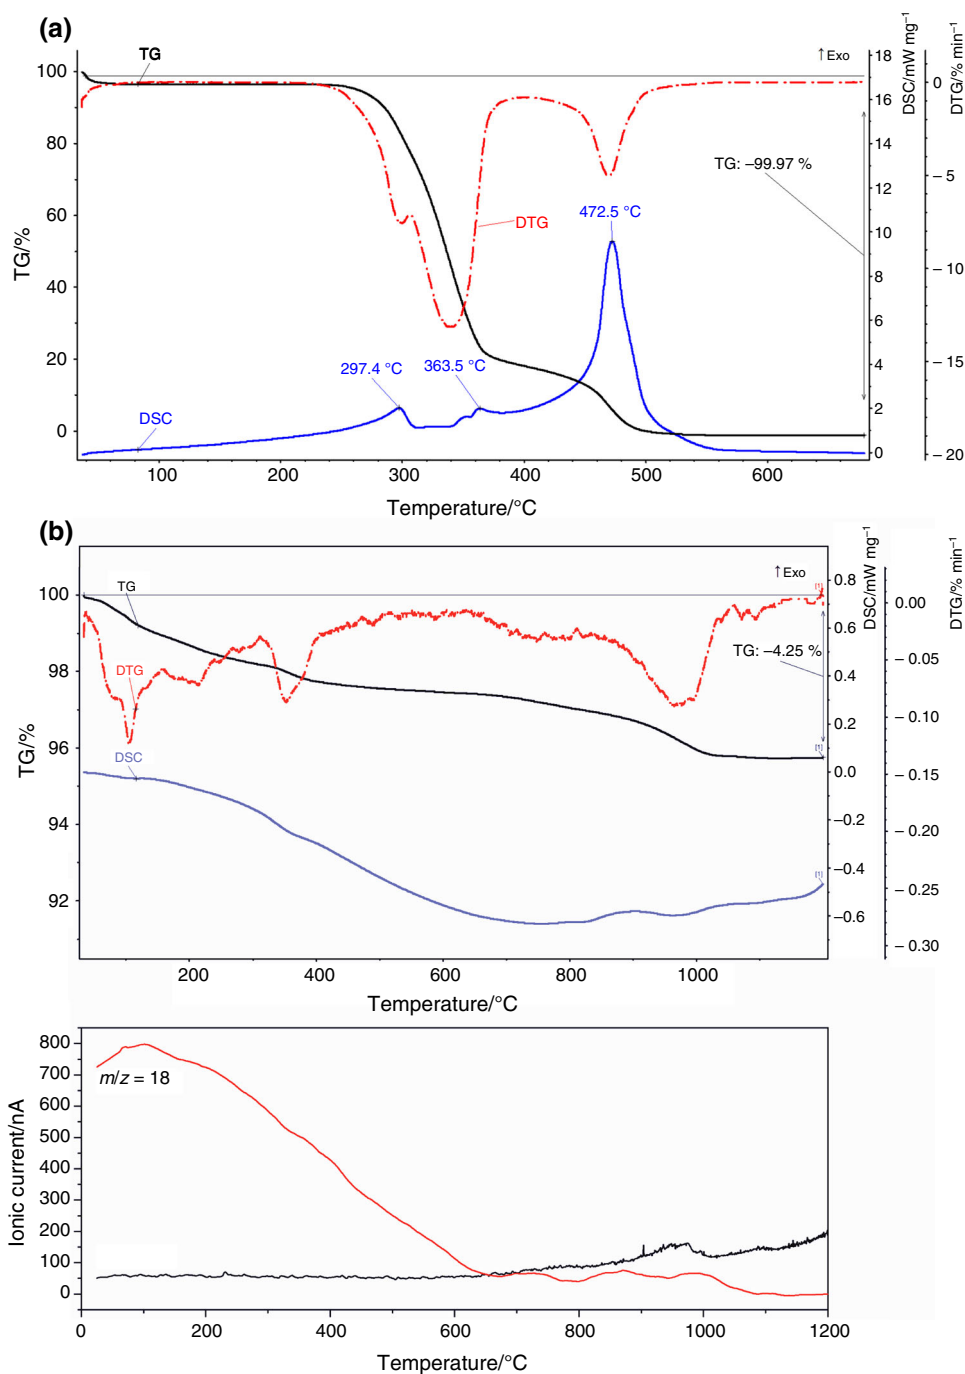 (a)
TG
↑Exo
DSC/mW mg⁻¹
DTG/% min⁻¹
100
80
60
40
20
0
TG/%
18
16
14
12
10
8
6
4
2
0
0
–5
–10
–15
–20
TG: –99.97 %
472.5 °C
DTG
297.4 °C
363.5 °C
DSC
100
200
300
400
500
600
Temperature/°C
(b)
TG
↑Exo
[1]
DSC/mW mg⁻¹
DTG/% min⁻¹
100
98
96
94
92
TG/%
0.8
0.6
0.4
0.2
0.0
–0.2
–0.4
–0.6
0.00
–0.05
–0.10
–0.15
–0.20
–0.25
–0.30
TG: –4.25 %
DTG
DSC
[1]
[1]
200
400
600
800
1000
Temperature/°C
800
700
600
500
400
300
200
100
0
Ionic current/nA
m/z = 18
0
200
400
600
800
1000
1200
Temperature/°C